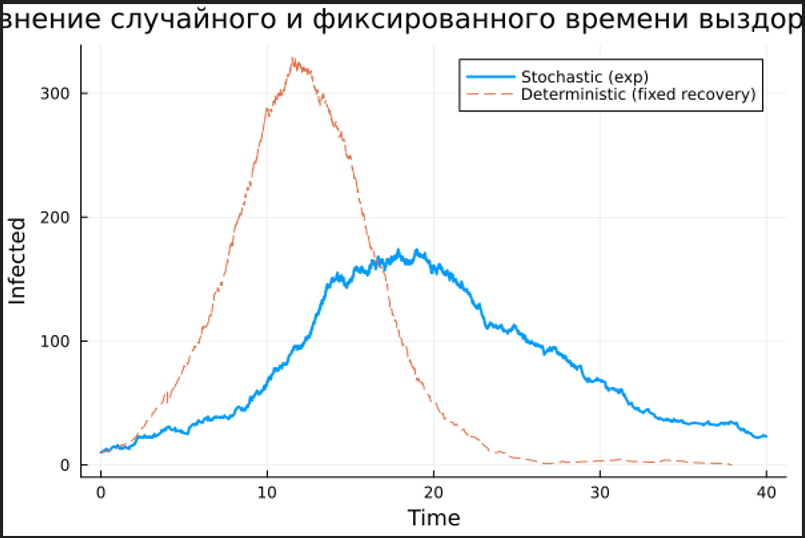 внение случайного и фиксированного времени выздор
Stochastic (exp)
Deterministic (fixed recovery)
300
200
100
0
Infected
0 10 20 30 40
Time